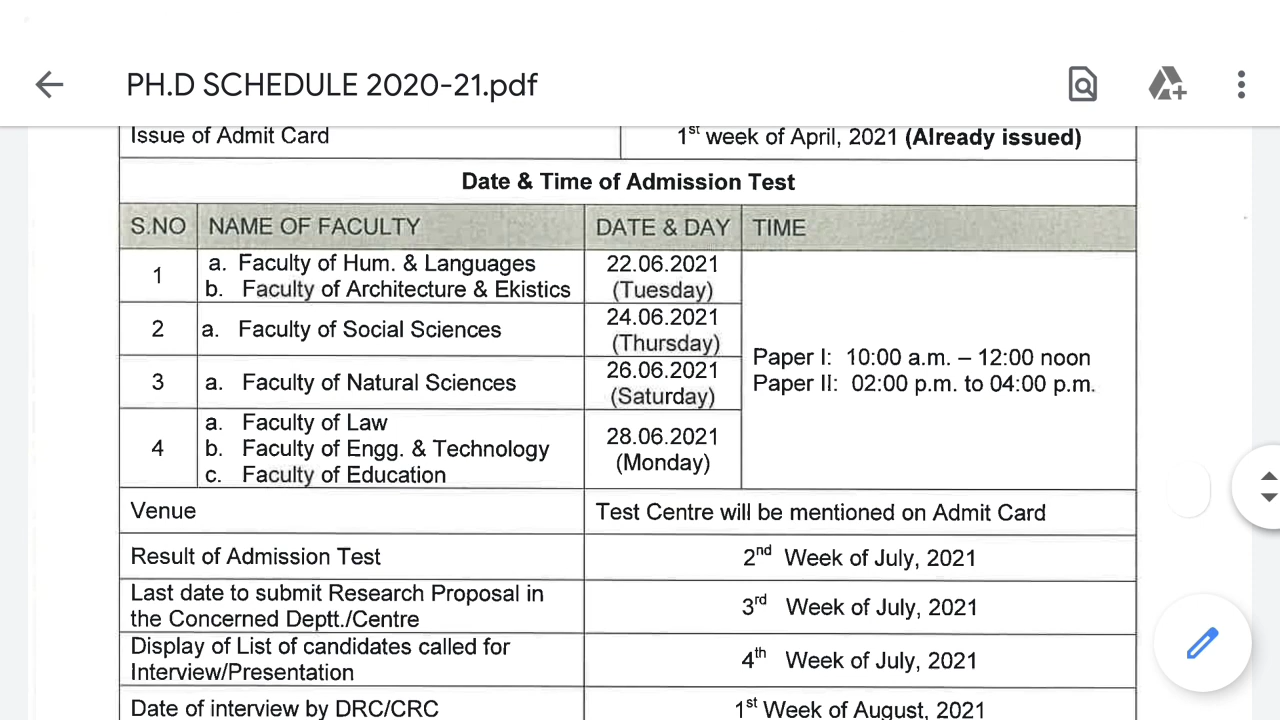 PH.D SCHEDULE 2020-21.pdf
Issue of Admit Card 1st week of April, 2021 (Already issued)
Date & Time of Admission Test
S.NO NAME OF FACULTY DATE & DAY TIME
1 a. Faculty of Hum. & Languages 22.06.2021
b. Faculty of Architecture & Ekistics (Tuesday)
2 a. Faculty of Social Sciences 24.06.2021
(Thursday)
Paper I: 10:00 a.m. – 12:00 noon
Paper II: 02:00 p.m. to 04:00 p.m.
3 a. Faculty of Natural Sciences 26.06.2021
(Saturday)
4 a. Faculty of Law 28.06.2021
b. Faculty of Engg. & Technology (Monday)
c. Faculty of Education
Venue Test Centre will be mentioned on Admit Card
Result of Admission Test 2nd Week of July, 2021
Last date to submit Research Proposal in 3rd Week of July, 2021
the Concerned Deptt./Centre
Display of List of candidates called for 4th Week of July, 2021
Interview/Presentation
Date of interview by DRC/CRC 1st Week of August, 2021